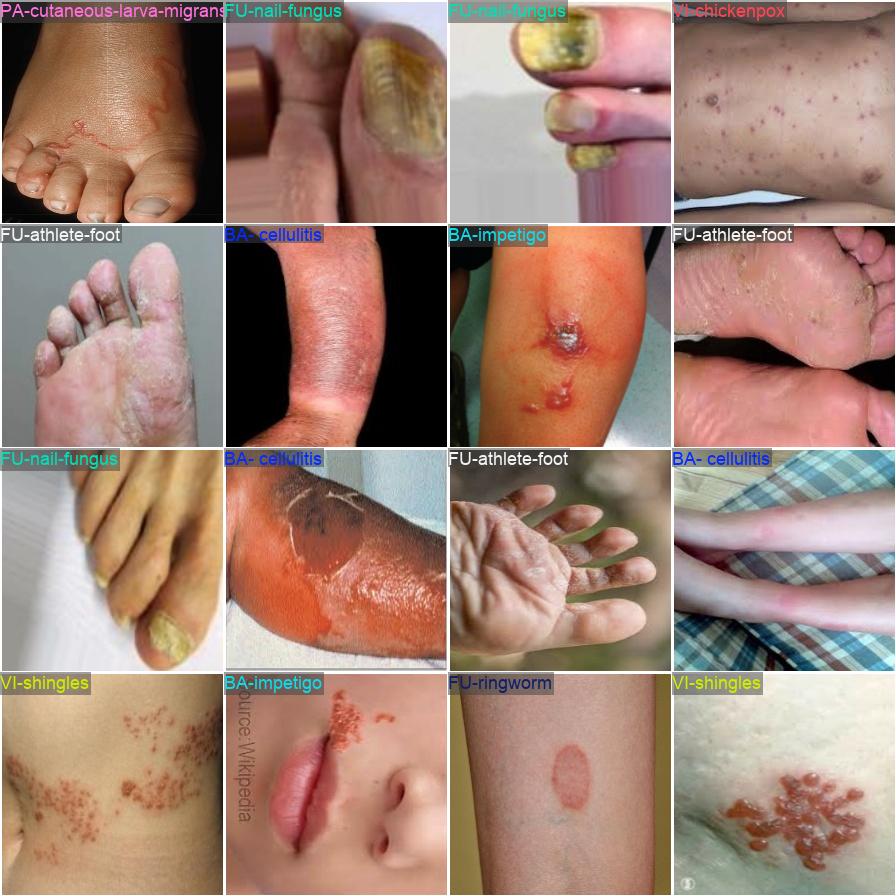 PA-cutaneous-larva-migrans
FU-nail-fungus
FU-nail-fungus
VI-chickenpox
FU-athlete-foot
BA- cellulitis
BA-impetigo
FU-athlete-foot
FU-nail-fungus
BA- cellulitis
FU-athlete-foot
BA- cellulitis
VI-shingles
BA-impetigo
ource:Wikipedia
FU-ringworm
VI-shingles